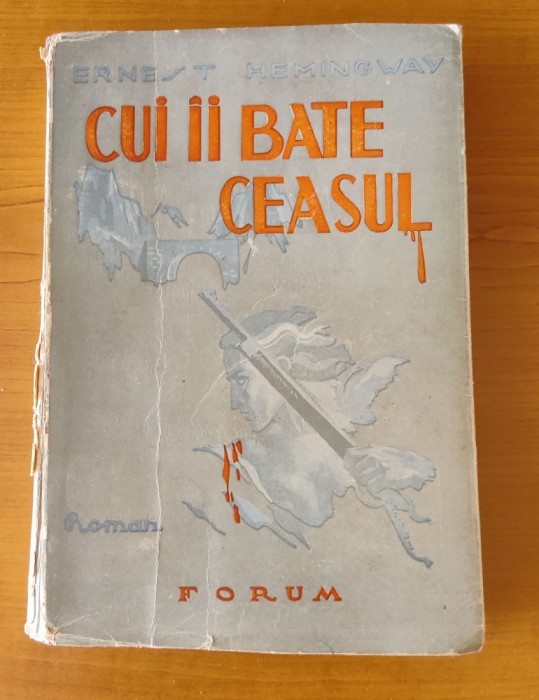 ERNEST HEMINGWAY
CUI ÎI BATE
CEASUL
Roman
FORUM